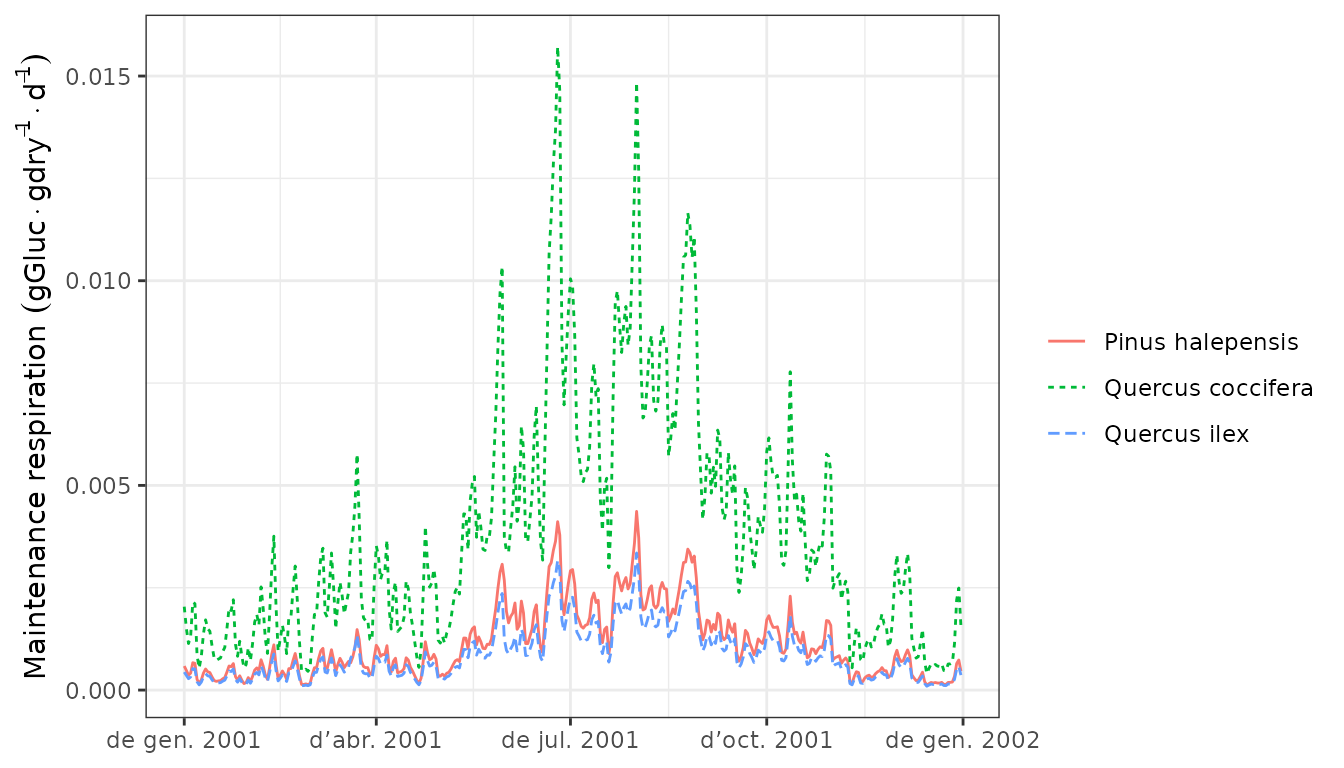 Maintenance respiration (gGluc · gdry⁻¹ · d⁻¹)
0.015
0.010
0.005
0.000
de gen. 2001 d’abr. 2001 de jul. 2001 d’oct. 2001 de gen. 2002
Pinus halepensis
Quercus coccifera
Quercus ilex